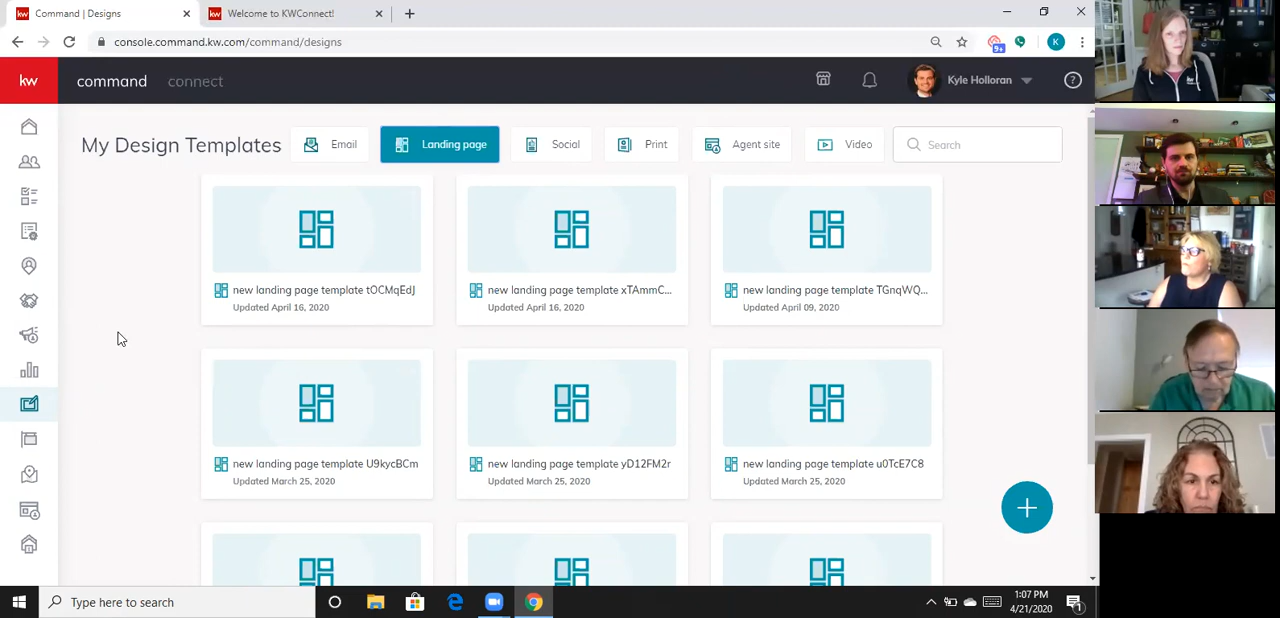 Command | Designs
Welcome to KWConnect!
console.command.kw.com/command/designs
9+
K
kw
command
connect
Kyle Holloran
My Design Templates
Email
Landing page
Social
Print
Agent site
Video
Search
new landing page template tOCMqEdJ
Updated April 16, 2020
new landing page template xTAmmC...
Updated April 16, 2020
new landing page template TGnqWQ...
Updated April 09, 2020
new landing page template U9kycBCm
Updated March 25, 2020
new landing page template yD12FM2r
Updated March 25, 2020
new landing page template u0TcE7C8
Updated March 25, 2020
Type here to search
1:07 PM
4/21/2020
1